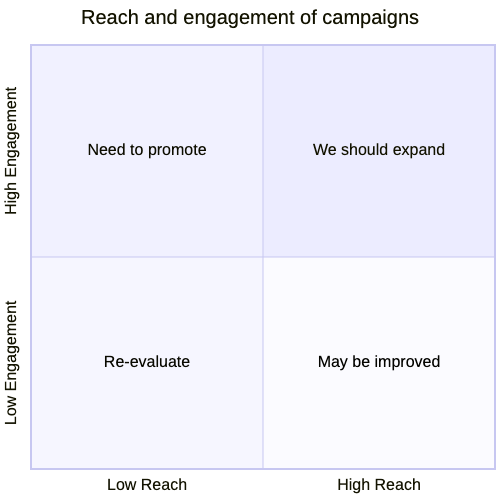 Reach and engagement of campaigns
High Engagement
Need to promote
We should expand
Low Engagement
Re-evaluate
May be improved
Low Reach
High Reach